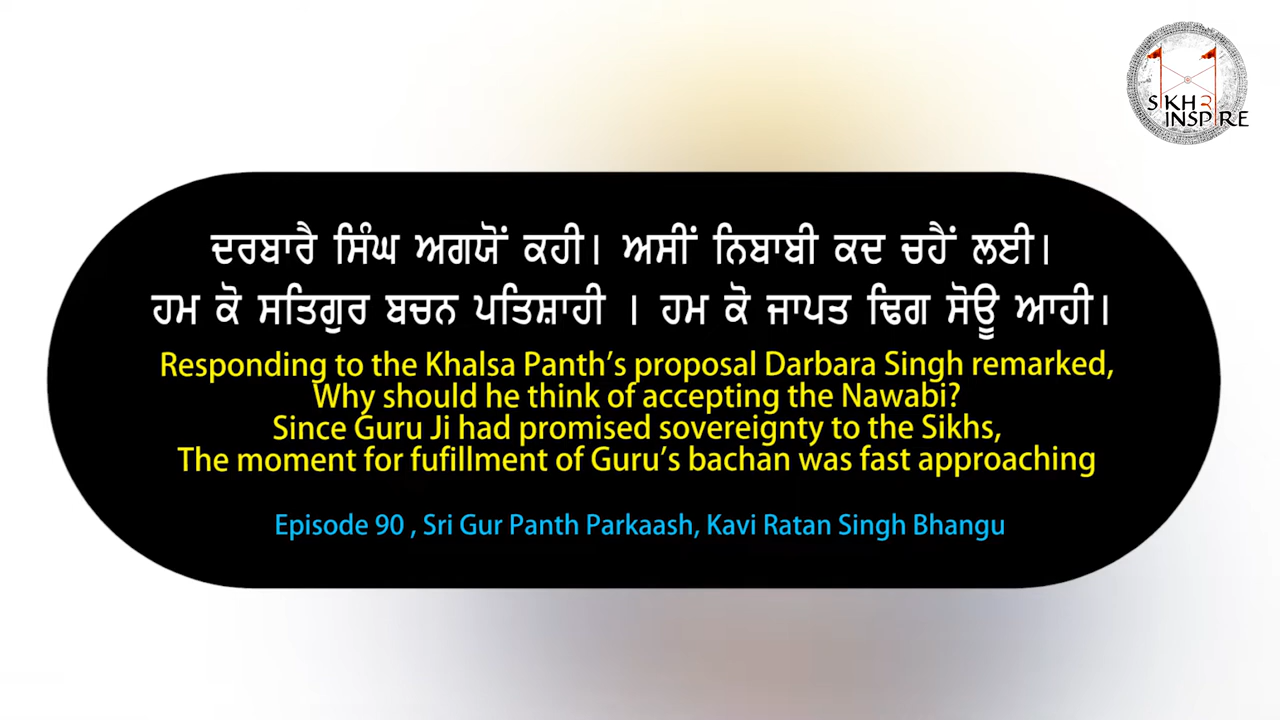 SIKHR
INSPIRE
ਦਰਬਾਰੈ ਸਿੰਘ ਅਗਯੋਂ ਕਹੀ। ਅਸੀਂ ਨਿਬਾਬੀ ਕਦ ਚਹੈਂ ਲਈ।
ਹਮ ਕੋ ਸਤਿਗੁਰ ਬਚਨ ਪਤਿਸ਼ਾਹੀ । ਹਮ ਕੋ ਜਾਪਤ ਢਿਗ ਸੋਊ ਆਹੀ।
Responding to the Khalsa Panth’s proposal Darbara Singh remarked,
Why should he think of accepting the Nawabi?
Since Guru Ji had promised sovereignty to the Sikhs,
The moment for fufillment of Guru’s bachan was fast approaching
Episode 90 , Sri Gur Panth Parkaash, Kavi Ratan Singh Bhangu